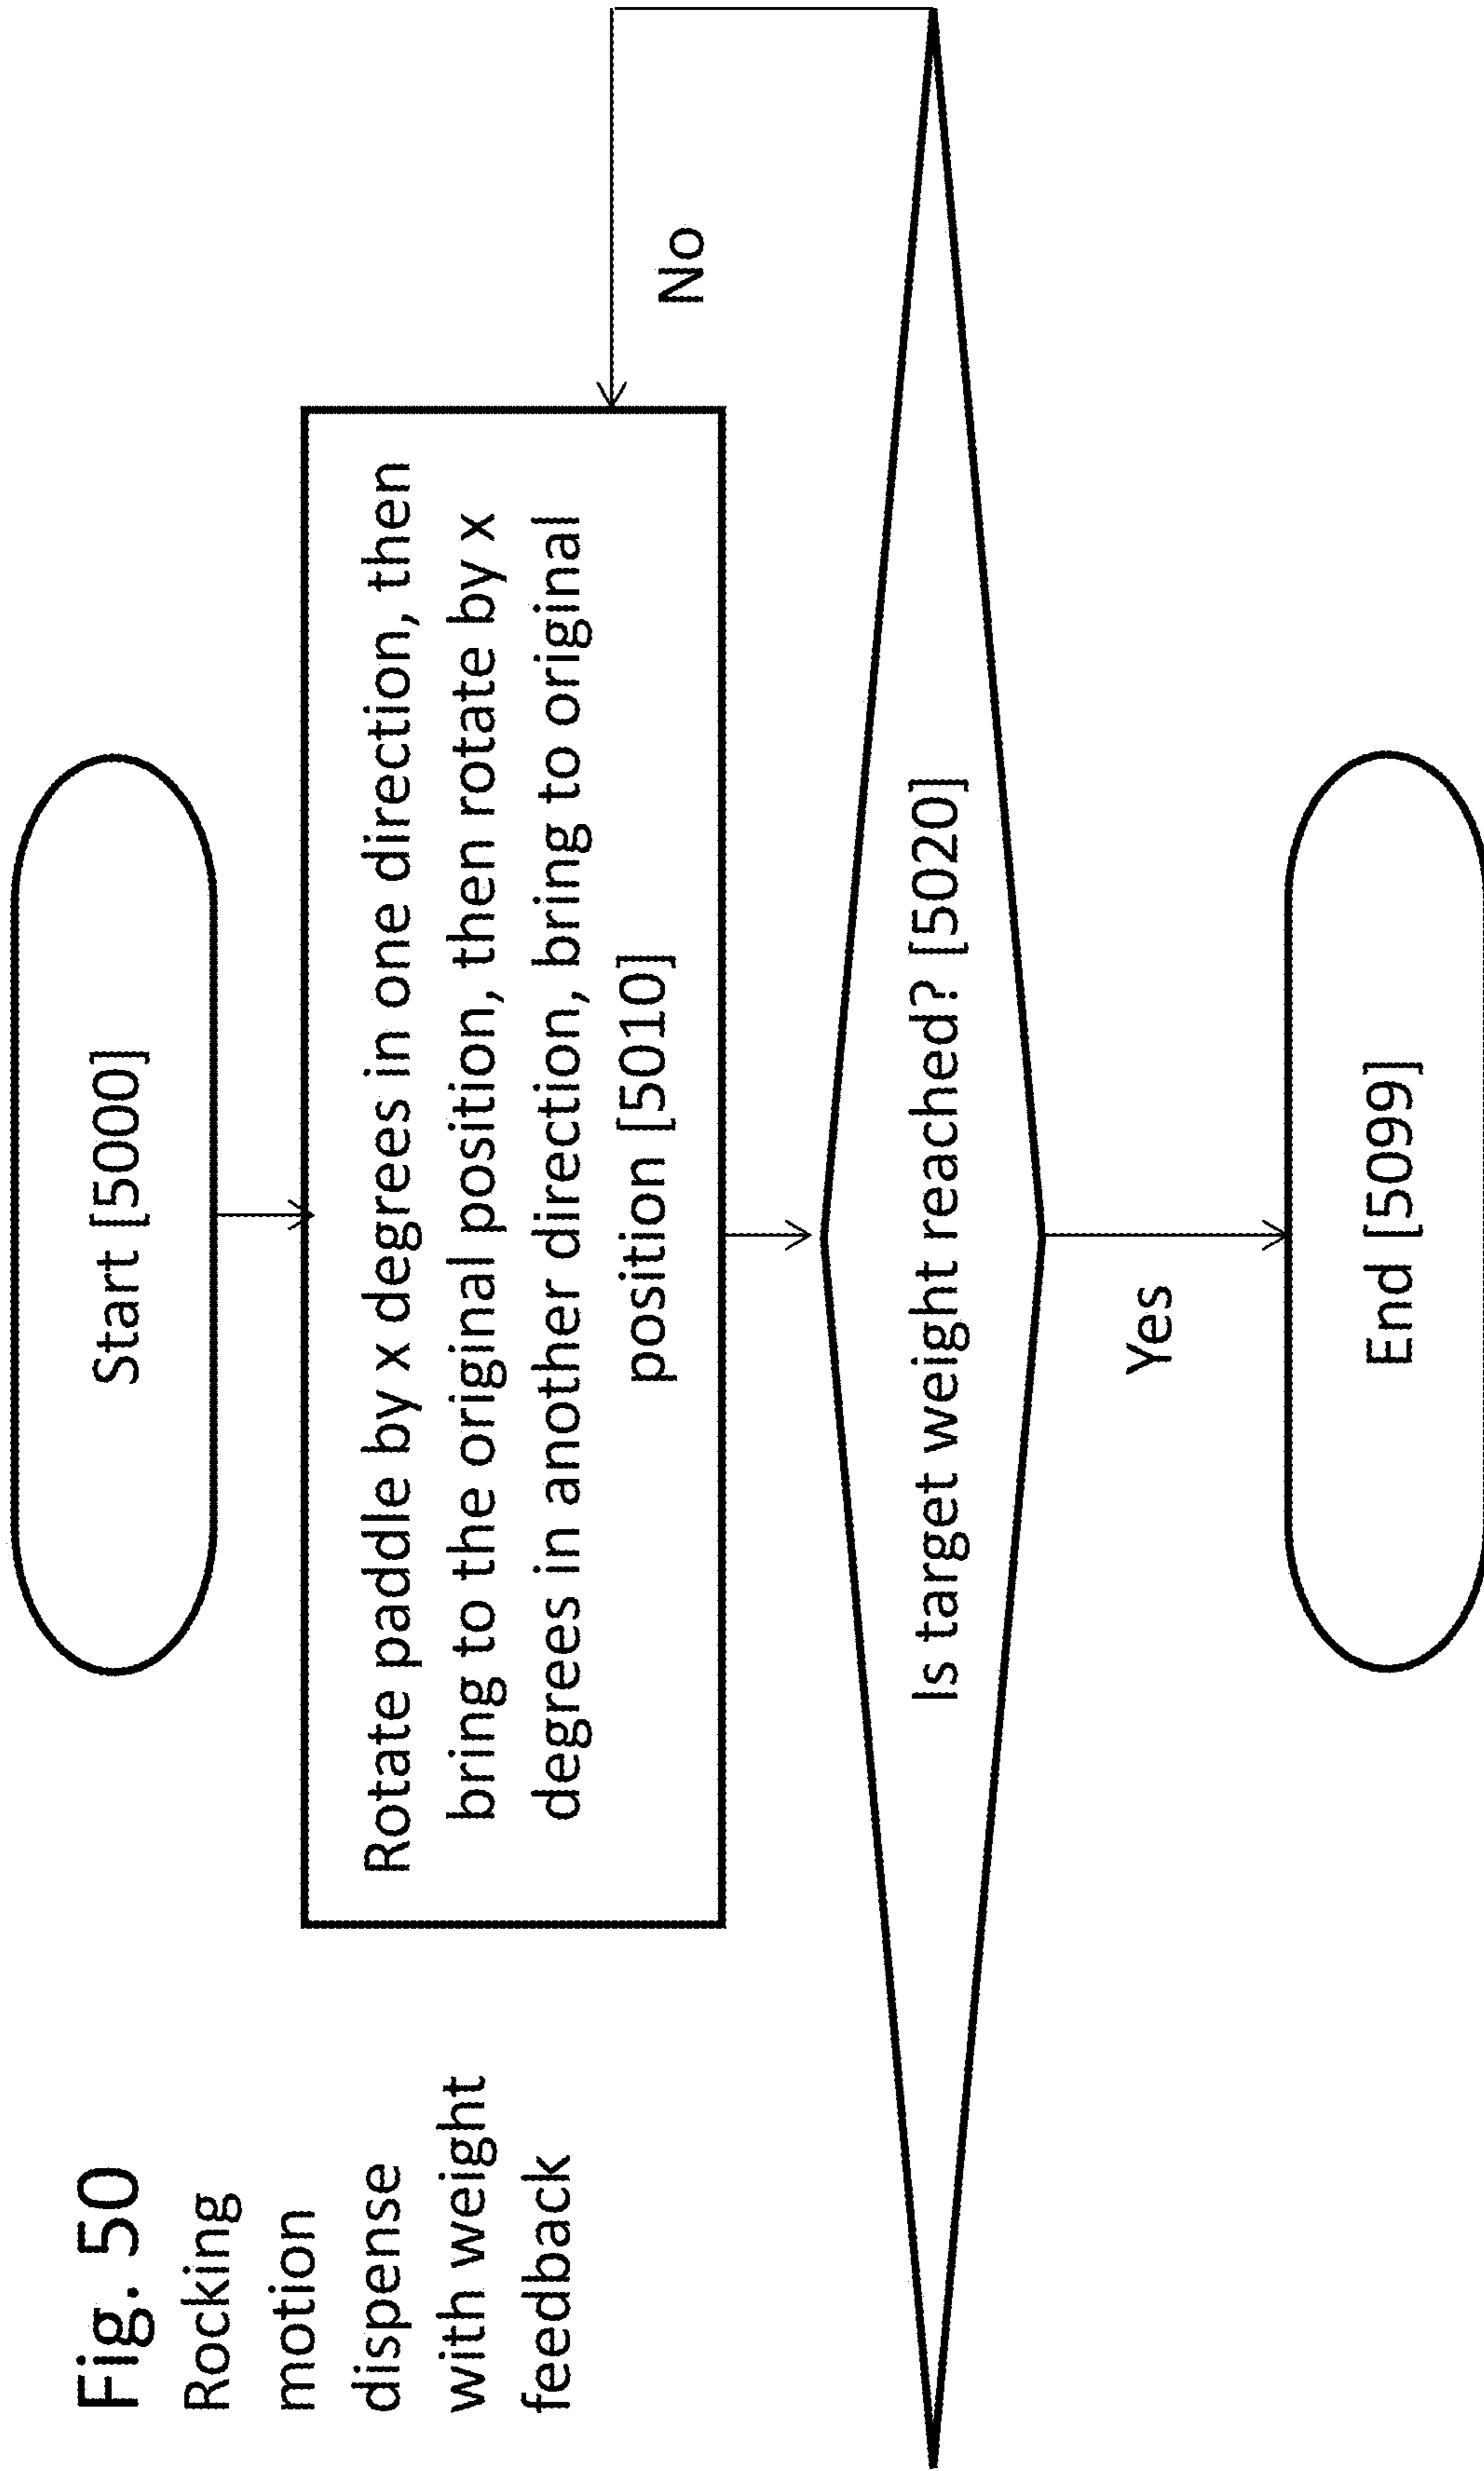 Fig. 50
Rocking
motion
dispense
with weight
feedback
Start [5000]
Rotate paddle by x degrees in one direction, then
bring to the original position, then rotate by x
degrees in another direction, bring to original
position [5010]
No
Is target weight reached? [5020]
Yes
End [5099]